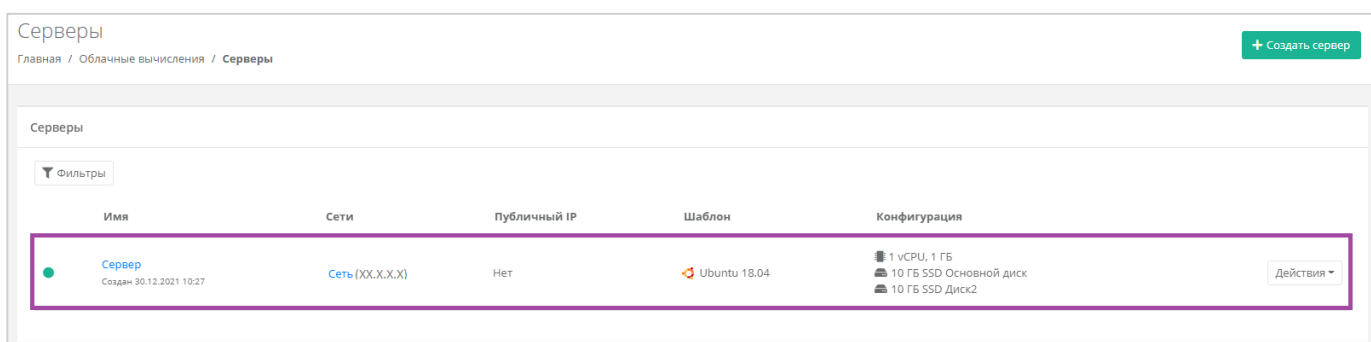 Серверы
+ Создать сервер
Главная / Облачные вычисления / Серверы
Серверы
Фильтры
Имя Сети Публичный IP Шаблон Конфигурация
Сервер
Создан 30.12.2021 10:27
Сеть (XX.X.X.X)
Нет
Ubuntu 18.04
1 vCPU, 1 ГБ
10 ГБ SSD Основной диск
10 ГБ SSD Диск2
Действия